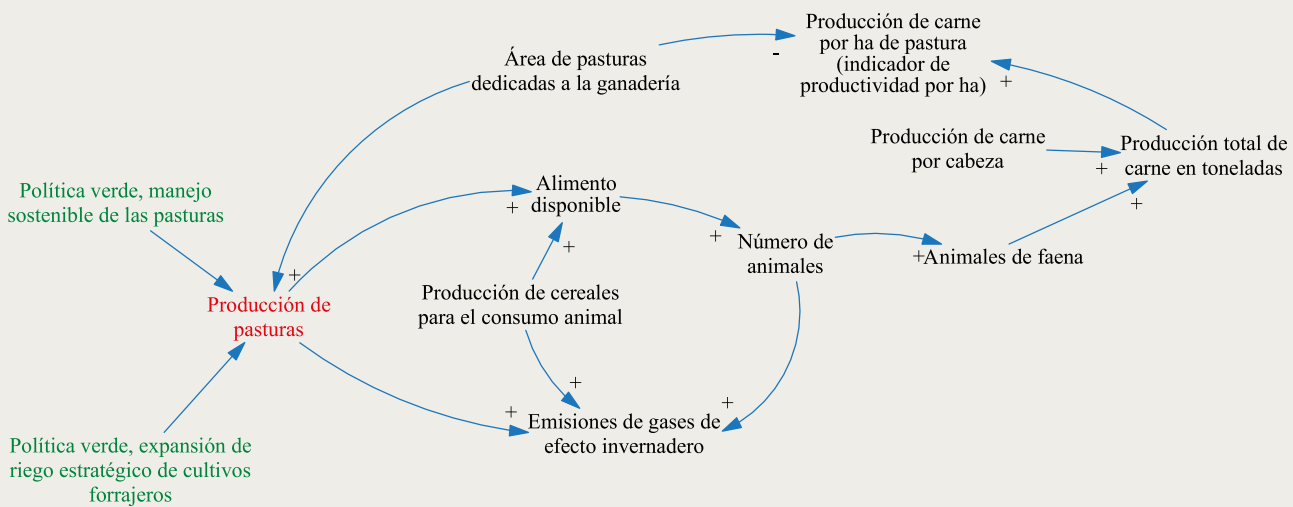 Producción de carne
por ha de pastura
(indicador de
productividad por ha)
-
+
Área de pasturas
dedicadas a la ganadería
Producción de carne
por cabeza
+
Producción total de
carne en toneladas
+
Política verde, manejo
sostenible de las pasturas
Alimento
disponible
+
+
Número de
animales
+
+
Animales de faena
+
Producción de
pasturas
Producción de cereales
para el consumo animal
+
+
+
Emisiones de gases de
efecto invernadero
Política verde, expansión de
riego estratégico de cultivos
forrajeros